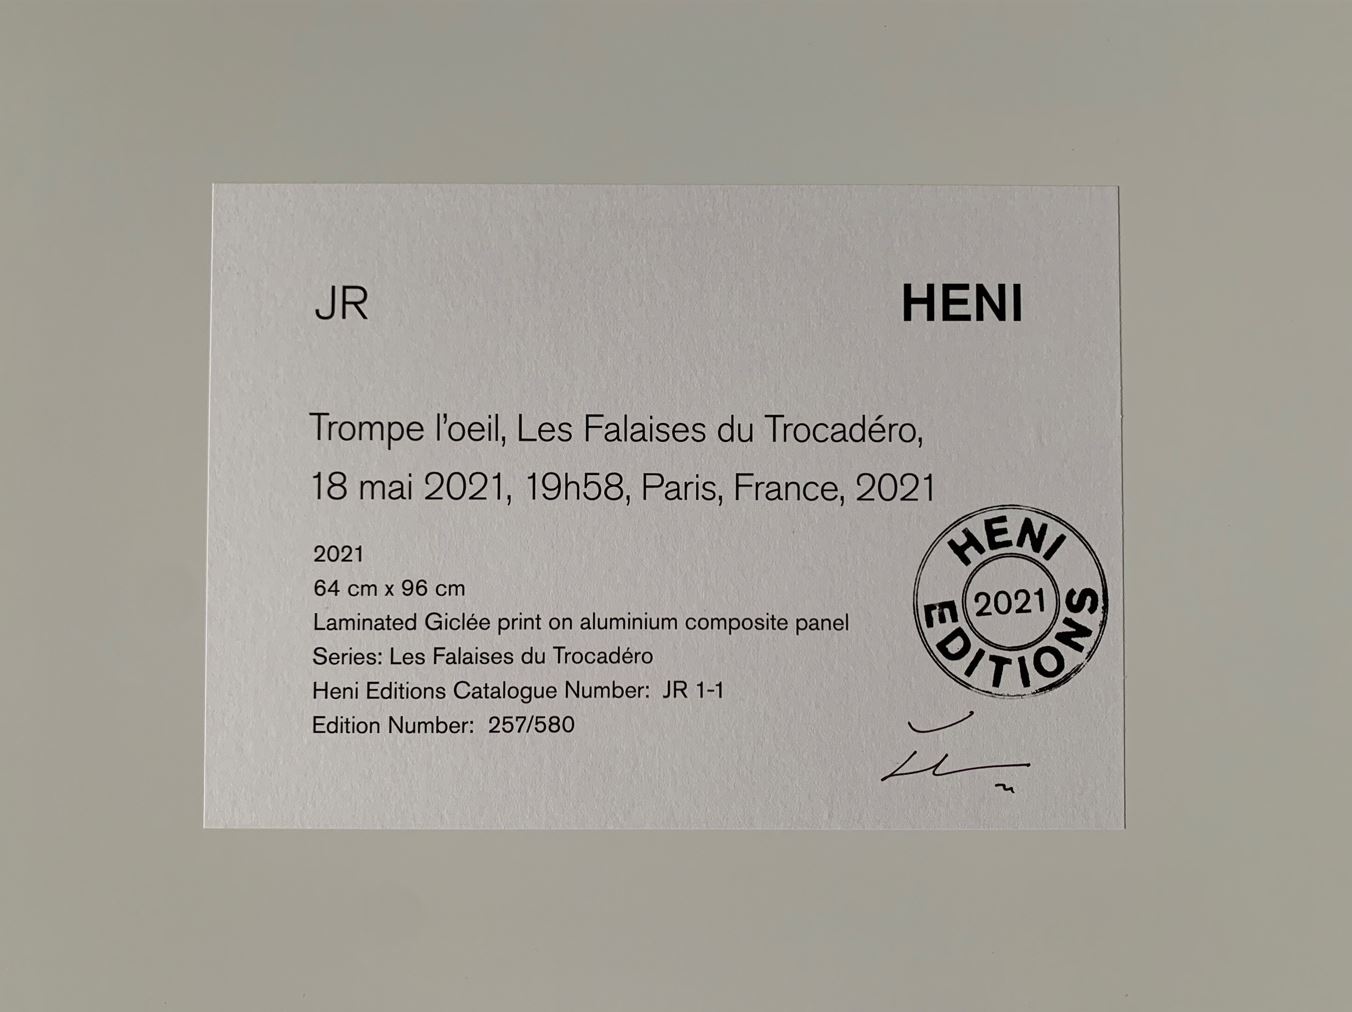 JR
HENI
Trompe l’oeil, Les Falaises du Trocadéro,
18 mai 2021, 19h58, Paris, France, 2021
2021
64 cm x 96 cm
Laminated Giclée print on aluminium composite panel
Series: Les Falaises du Trocadéro
Heni Editions Catalogue Number:  JR 1-1
Edition Number:  257/580
HENI
2021
EDITIONS